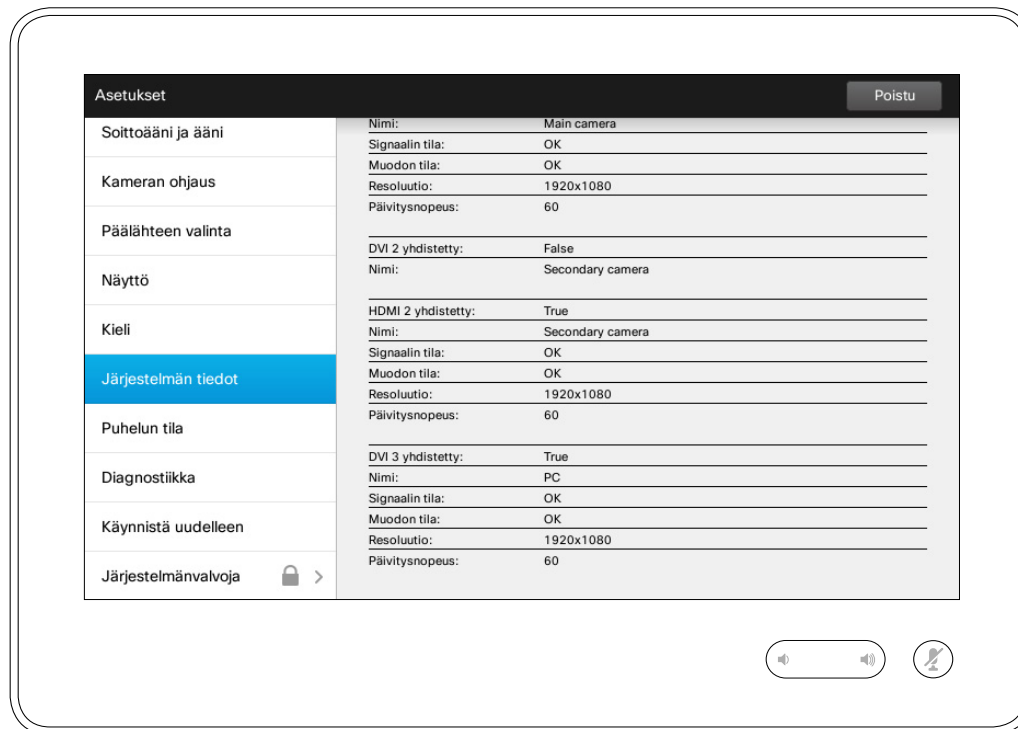 Asetukset
Poistu
Soittoääni ja ääni
Kameran ohjaus
Päälähteen valinta
Näyttö
Kieli
Järjestelmän tiedot
Puhelun tila
Diagnostiikka
Käynnistä uudelleen
Järjestelmänvalvoja
Nimi: Main camera
Signaalin tila: OK
Muodon tila: OK
Resoluutio: 1920x1080
Päivitysnopeus: 60
DVI 2 yhdistetty: False
Nimi: Secondary camera
HDMI 2 yhdistetty: True
Nimi: Secondary camera
Signaalin tila: OK
Muodon tila: OK
Resoluutio: 1920x1080
Päivitysnopeus: 60
DVI 3 yhdistetty: True
Nimi: PC
Signaalin tila: OK
Muodon tila: OK
Resoluutio: 1920x1080
Päivitysnopeus: 60